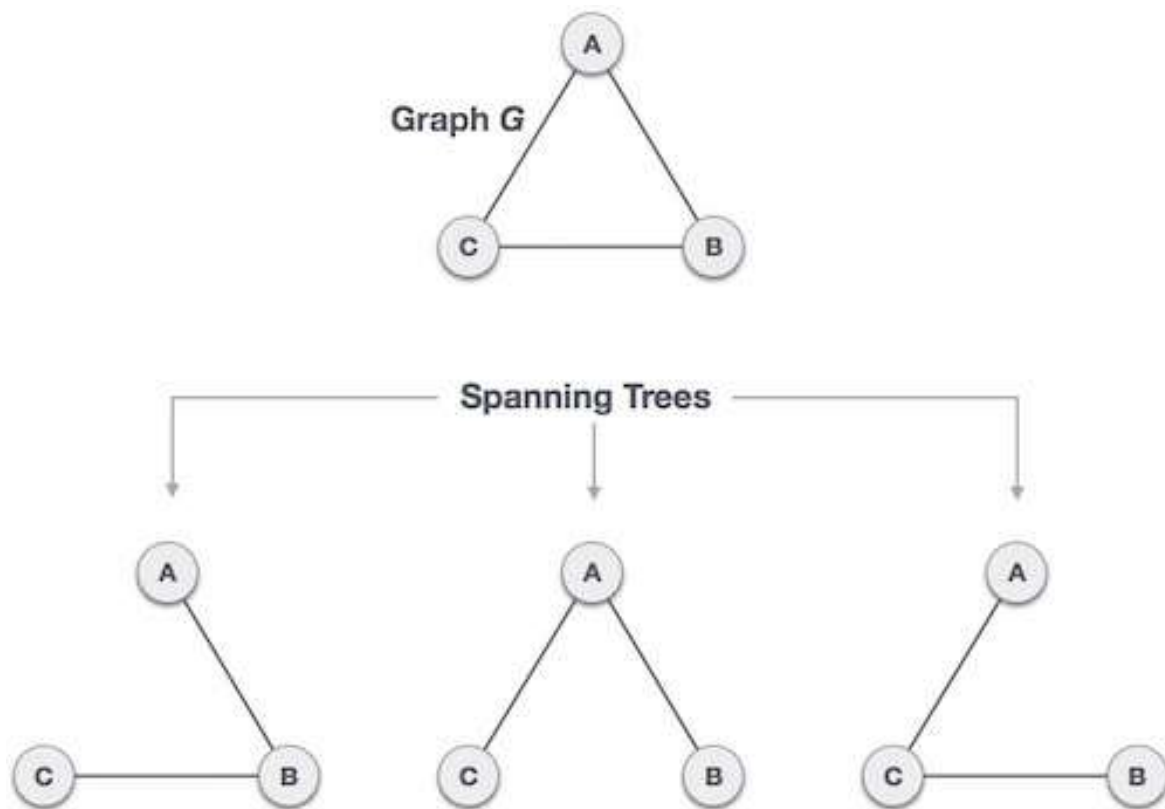 A
Graph G
C B
Spanning Trees
A A A
C B C B C B